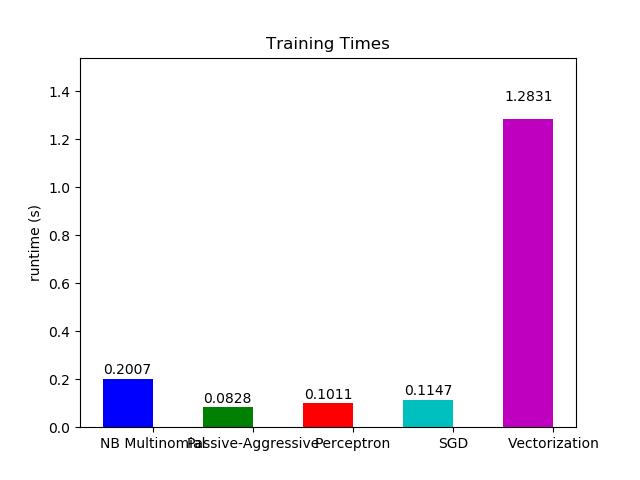 Training Times
1.4
1.2
1.0
0.8
0.6
0.4
0.2
0.0
runtime (s)
0.2007
0.0828
0.1011
0.1147
1.2831
NB Multinomial
Passive-Aggressive
Perceptron
SGD
Vectorization